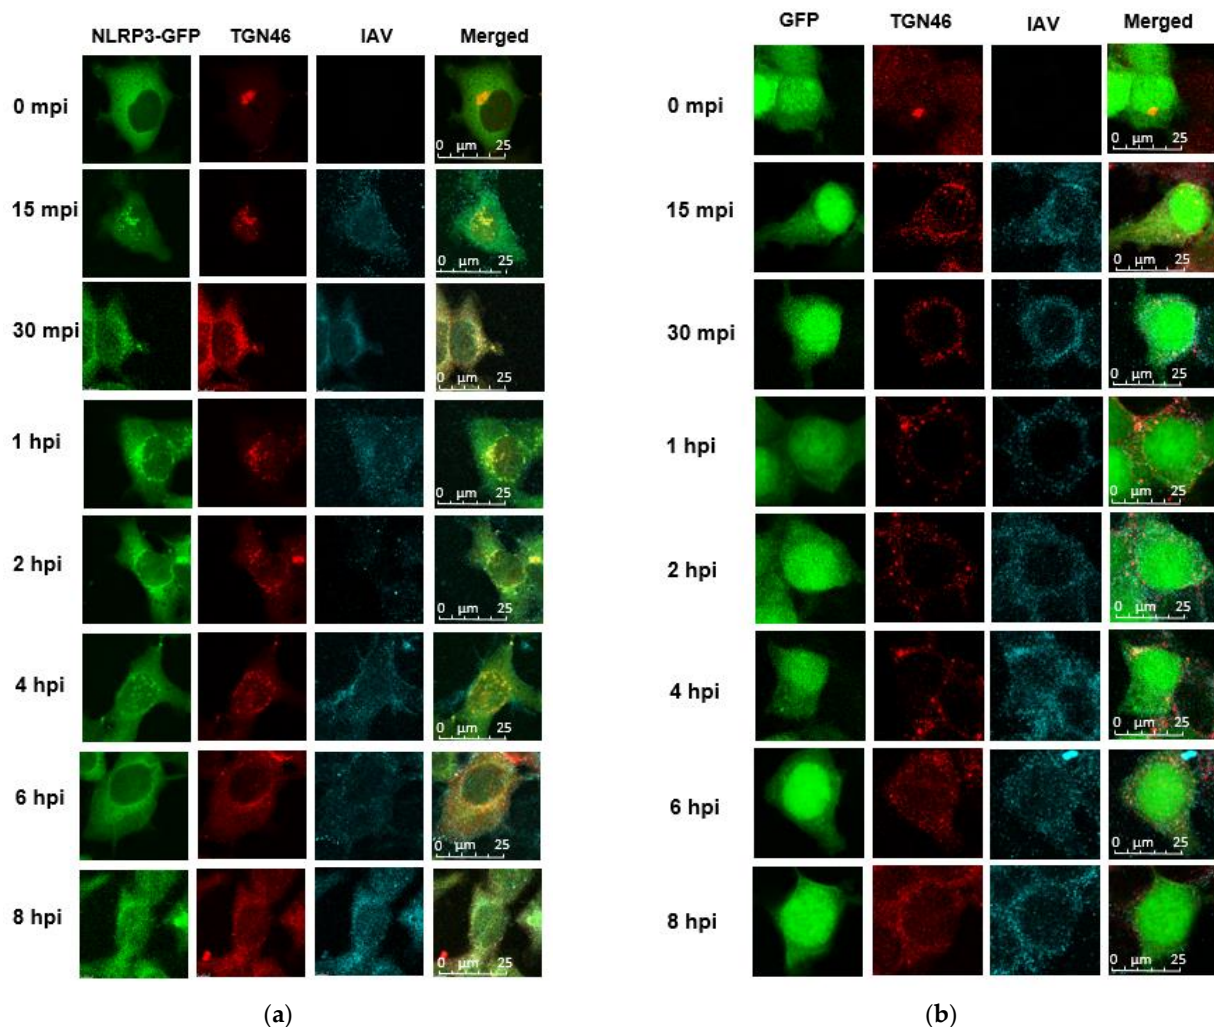 NLRP3-GFP TGN46 IAV Merged
0 mpi
0 µm 25
15 mpi
0 µm 25
30 mpi
0 µm 25
1 hpi
0 µm 25
2 hpi
0 µm 25
4 hpi
0 µm 25
6 hpi
0 µm 25
8 hpi
0 µm 25
(a)
GFP TGN46 IAV Merged
0 mpi
0 µm 25
15 mpi
0 µm 25
30 mpi
0 µm 25
1 hpi
0 µm 25
2 hpi
0 µm 25
4 hpi
0 µm 25
6 hpi
0 µm 25
8 hpi
0 µm 25
(b)